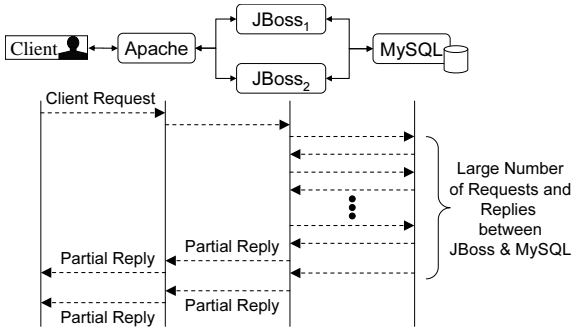 JBoss1
Client
Apache
MySQL
JBoss2
Client Request
Large Number
of Requests and
Replies
between
JBoss & MySQL
Partial Reply
Partial Reply
Partial Reply
Partial Reply